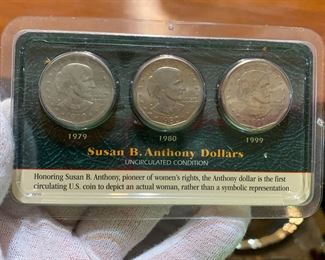 1979 1980 1999
Susan B. Anthony Dollars
UNCIRCULATED CONDITION
Honoring Susan B. Anthony, pioneer of women's rights, the Anthony dollar is the first
circulating U.S. coin to depict an actual woman, rather than a symbolic representation.